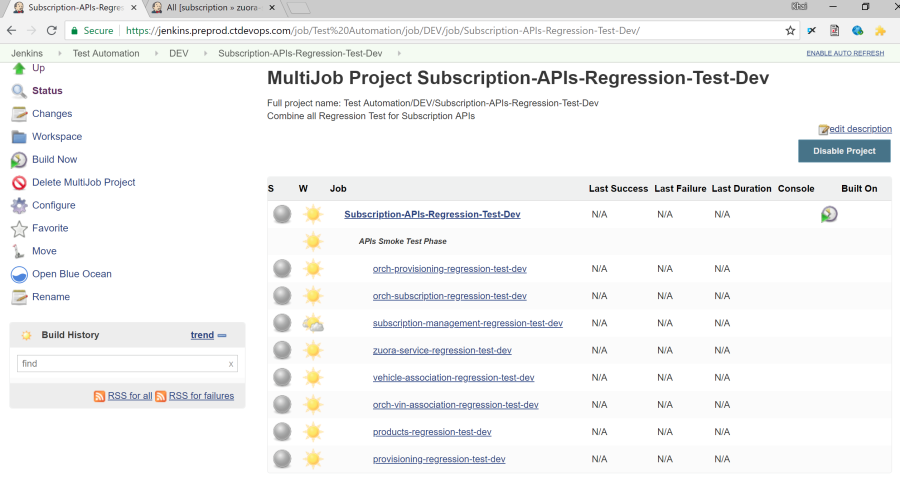 Subscription-APIs-Regres
All [subscription » zuora-
Khoi
Secure
https://jenkins.preprod.ctdevops.com/job/Test%20Automation/job/DEV/job/Subscription-APIs-Regression-Test-Dev/
Jenkins
Test Automation
DEV
Subscription-APIs-Regression-Test-Dev
ENABLE AUTO REFRESH
Up
Status
Changes
Workspace
Build Now
Delete MultiJob Project
Configure
Favorite
Move
Open Blue Ocean
Rename
Build History
trend
find
x
RSS for all
RSS for failures
MultiJob Project Subscription-APIs-Regression-Test-Dev
Full project name: Test Automation/DEV/Subscription-APIs-Regression-Test-Dev
Combine all Regression Test for Subscription APIs
edit description
Disable Project
S W Job Last Success Last Failure Last Duration Console Built On
Subscription-APIs-Regression-Test-Dev N/A N/A N/A
APIs Smoke Test Phase
orch-provisioning-regression-test-dev N/A N/A N/A
orch-subscription-regression-test-dev N/A N/A N/A
subscription-management-regression-test-dev N/A N/A N/A
zuora-service-regression-test-dev N/A N/A N/A
vehicle-association-regression-test-dev N/A N/A N/A
orch-vin-association-regression-test-dev N/A N/A N/A
products-regression-test-dev N/A N/A N/A
provisioning-regression-test-dev N/A N/A N/A